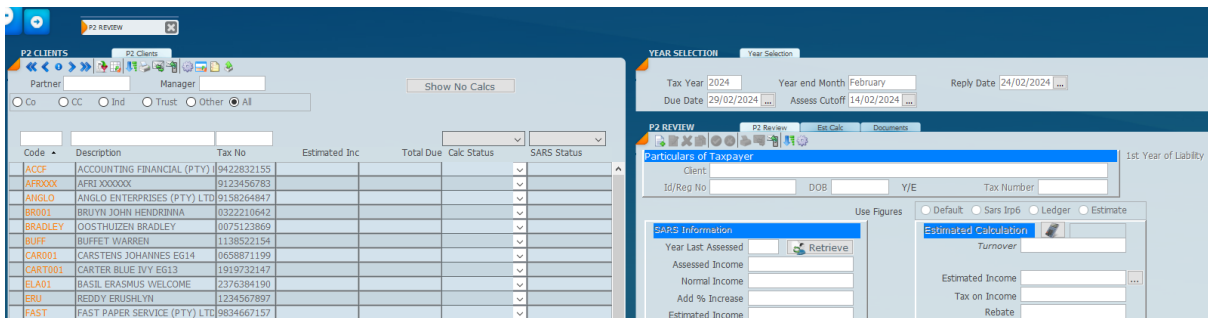 P2 REVIEW
P2 CLIENTS P2 Clients
Partner Manager
Show No Calcs
Co CC Ind Trust Other All
Code Description Tax No Estimated Inc Total Due Calc Status SARS Status
ACCF ACCOUNTING FINANCIAL (PTY) 9422832155
AFRXXX AFRI XXXXXX 9123456783
ANGLO ANGLO ENTERPRISES (PTY) LTD 9158264847
BR001 BRUYN JOHN HENDRINNA 0322210642
BRADLEY OOSTHUIZEN BRADLEY 0075123869
BUFF BUFFET WARREN 1138522154
CAR001 CARSTENS JOHANNES EG14 0658871199
CART001 CARTER BLUE IVY EG13 1919732147
ELA01 BASIL ERASMUS WELCOME 2376384190
ERU REDDY ERUSHLYN 1234567897
FAST FAST PAPER SERVICE (PTY) LTD 9834667157
YEAR SELECTION Year Selection
Tax Year 2024 Year end Month February Reply Date 24/02/2024 ...
Due Date 29/02/2024 ... Assess Cutoff 14/02/2024 ...
P2 REVIEW P2 Review Est Calc Documents
Particulars of Taxpayer
1st Year of Liability
Client
Id/Reg No DOB Y/E Tax Number
Use Figures Default Sars Irp6 Ledger Estimate
SARS Information
Year Last Assessed Retrieve
Assessed Income
Normal Income
Add % Increase
Estimated Income
Estimated Calculation
Turnover
Estimated Income ...
Tax on Income
Rebate